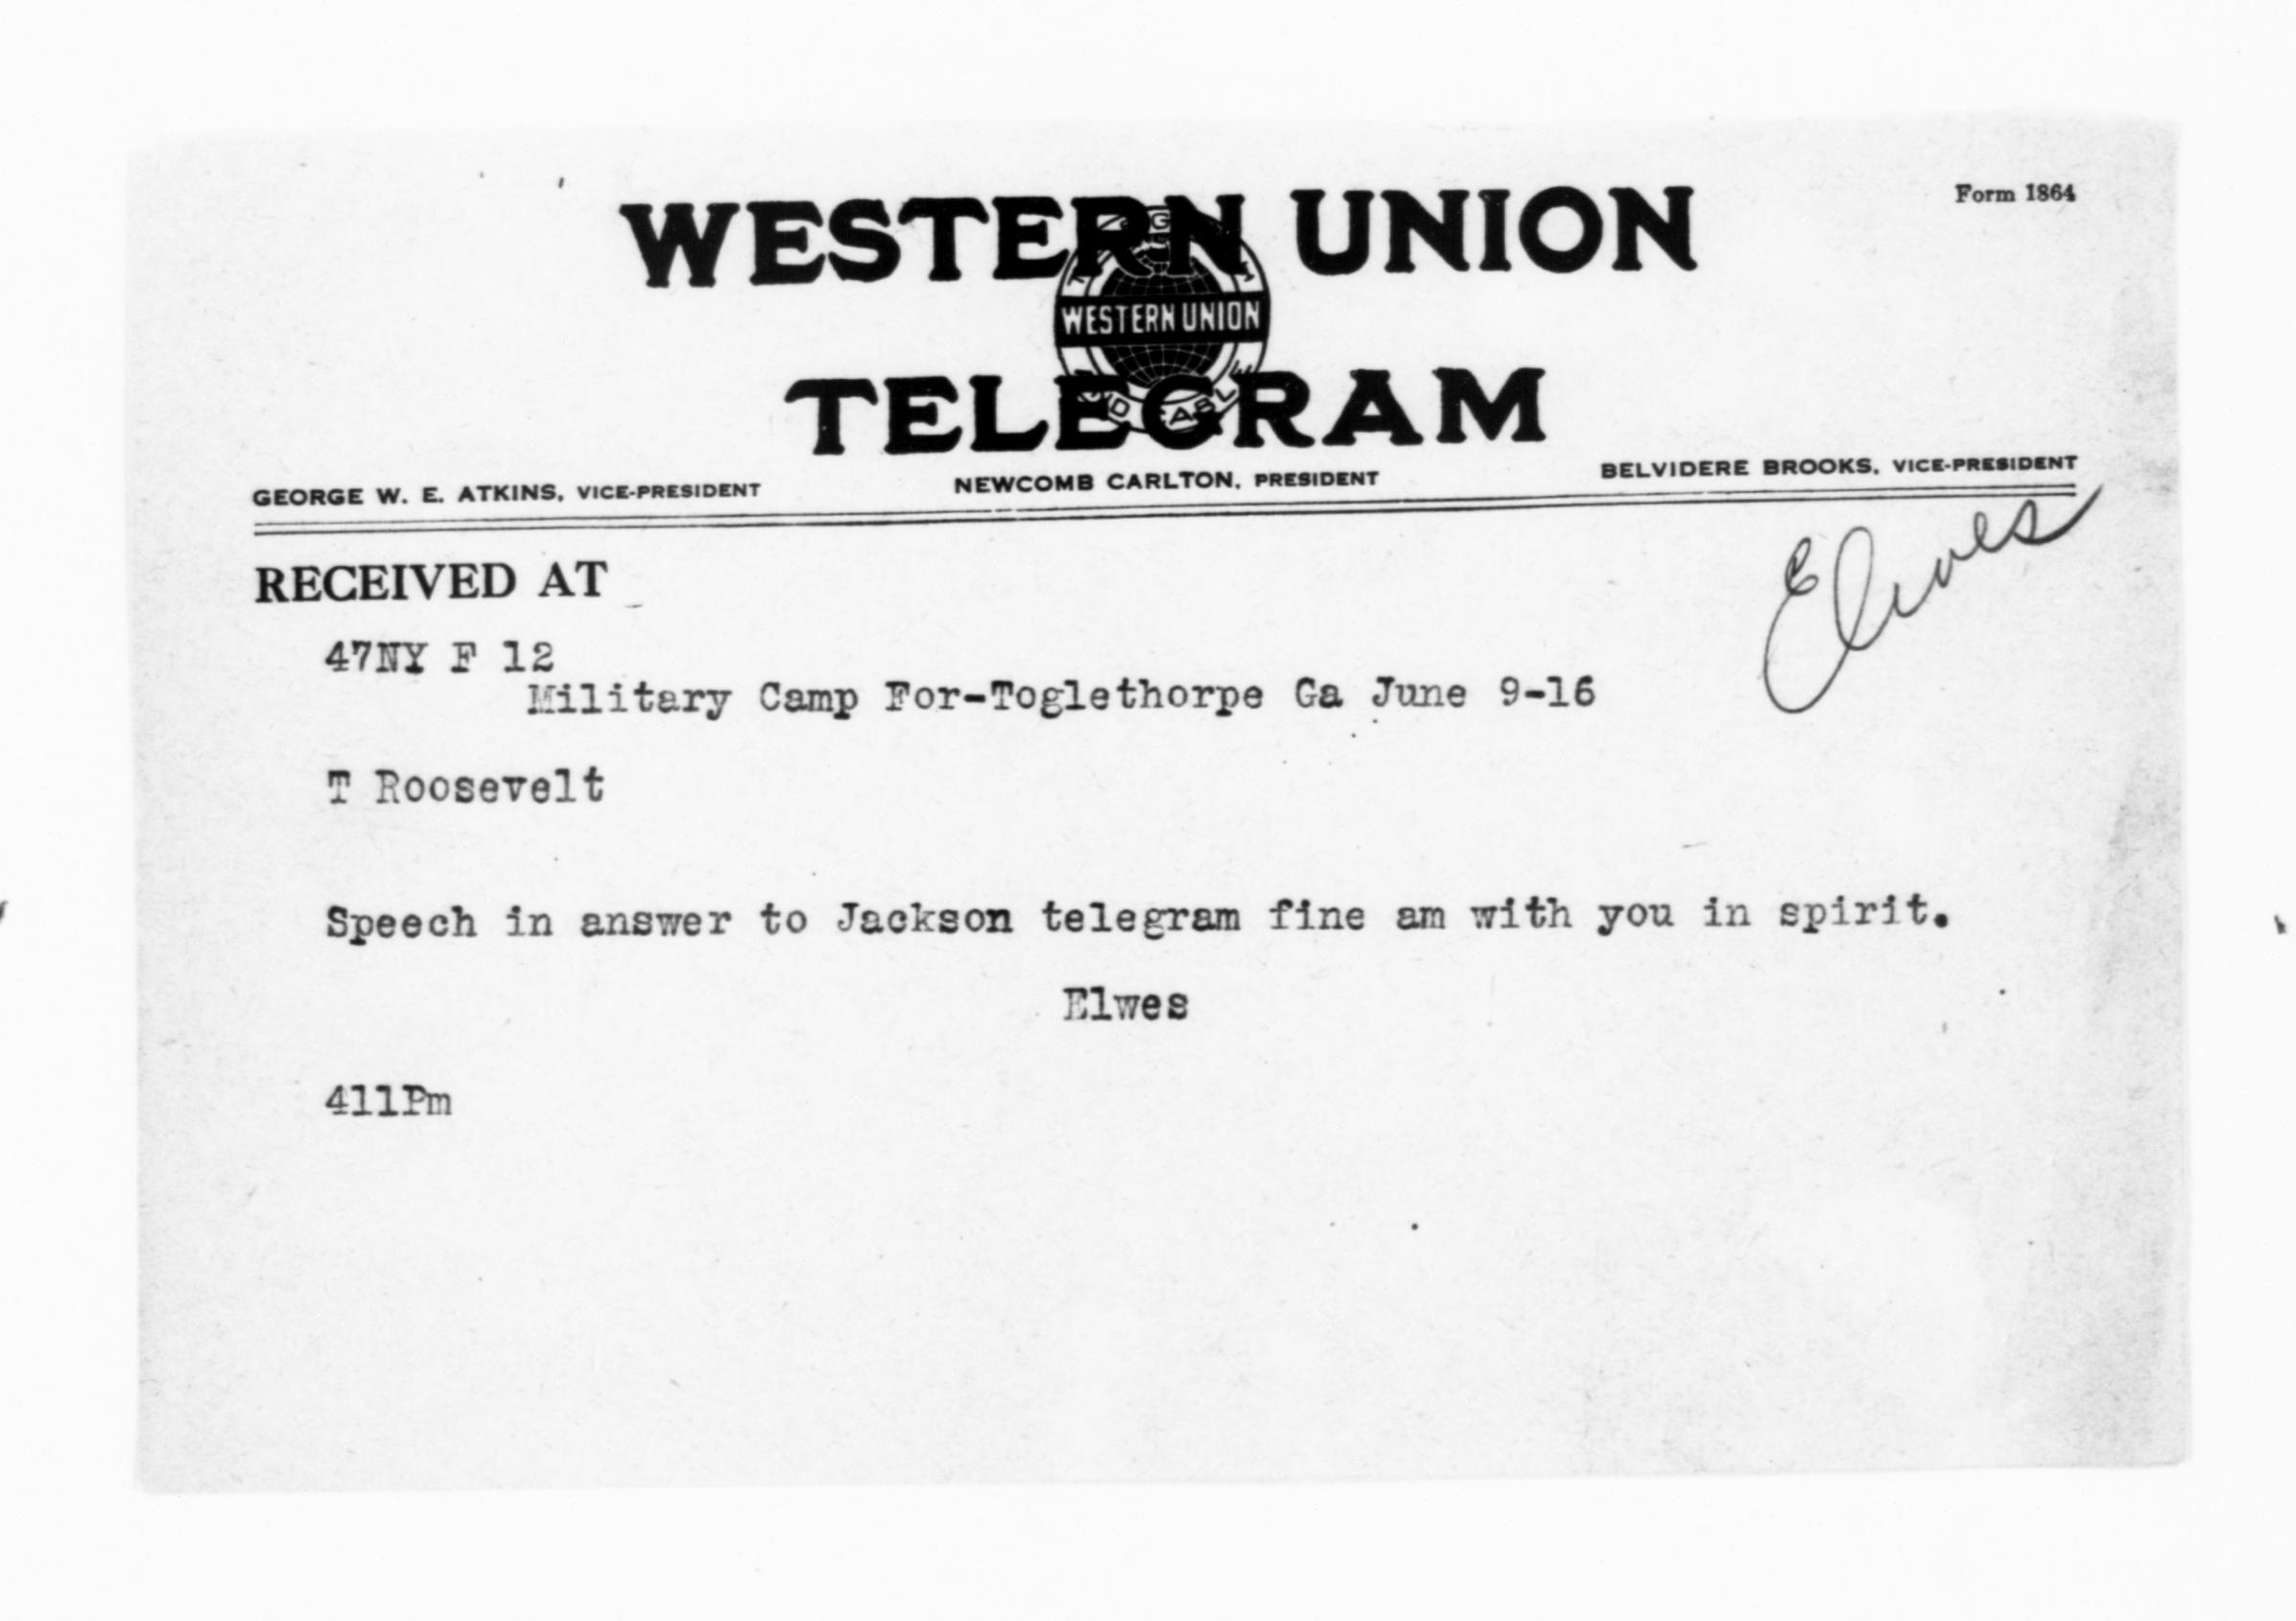 Form 1864
WESTERN UNION
WESTERN UNION
TELEGRAM
GEORGE W. E. ATKINS, VICE-PRESIDENT NEWCOMB CARLTON, PRESIDENT BELVIDERE BROOKS, VICE-PRESIDENT
RECEIVED AT
Elwes
47NY F 12
Military Camp For-Toglethorpe Ga June 9-16
T Roosevelt
Speech in answer to Jackson telegram fine am with you in spirit.
Elwes
411Pm